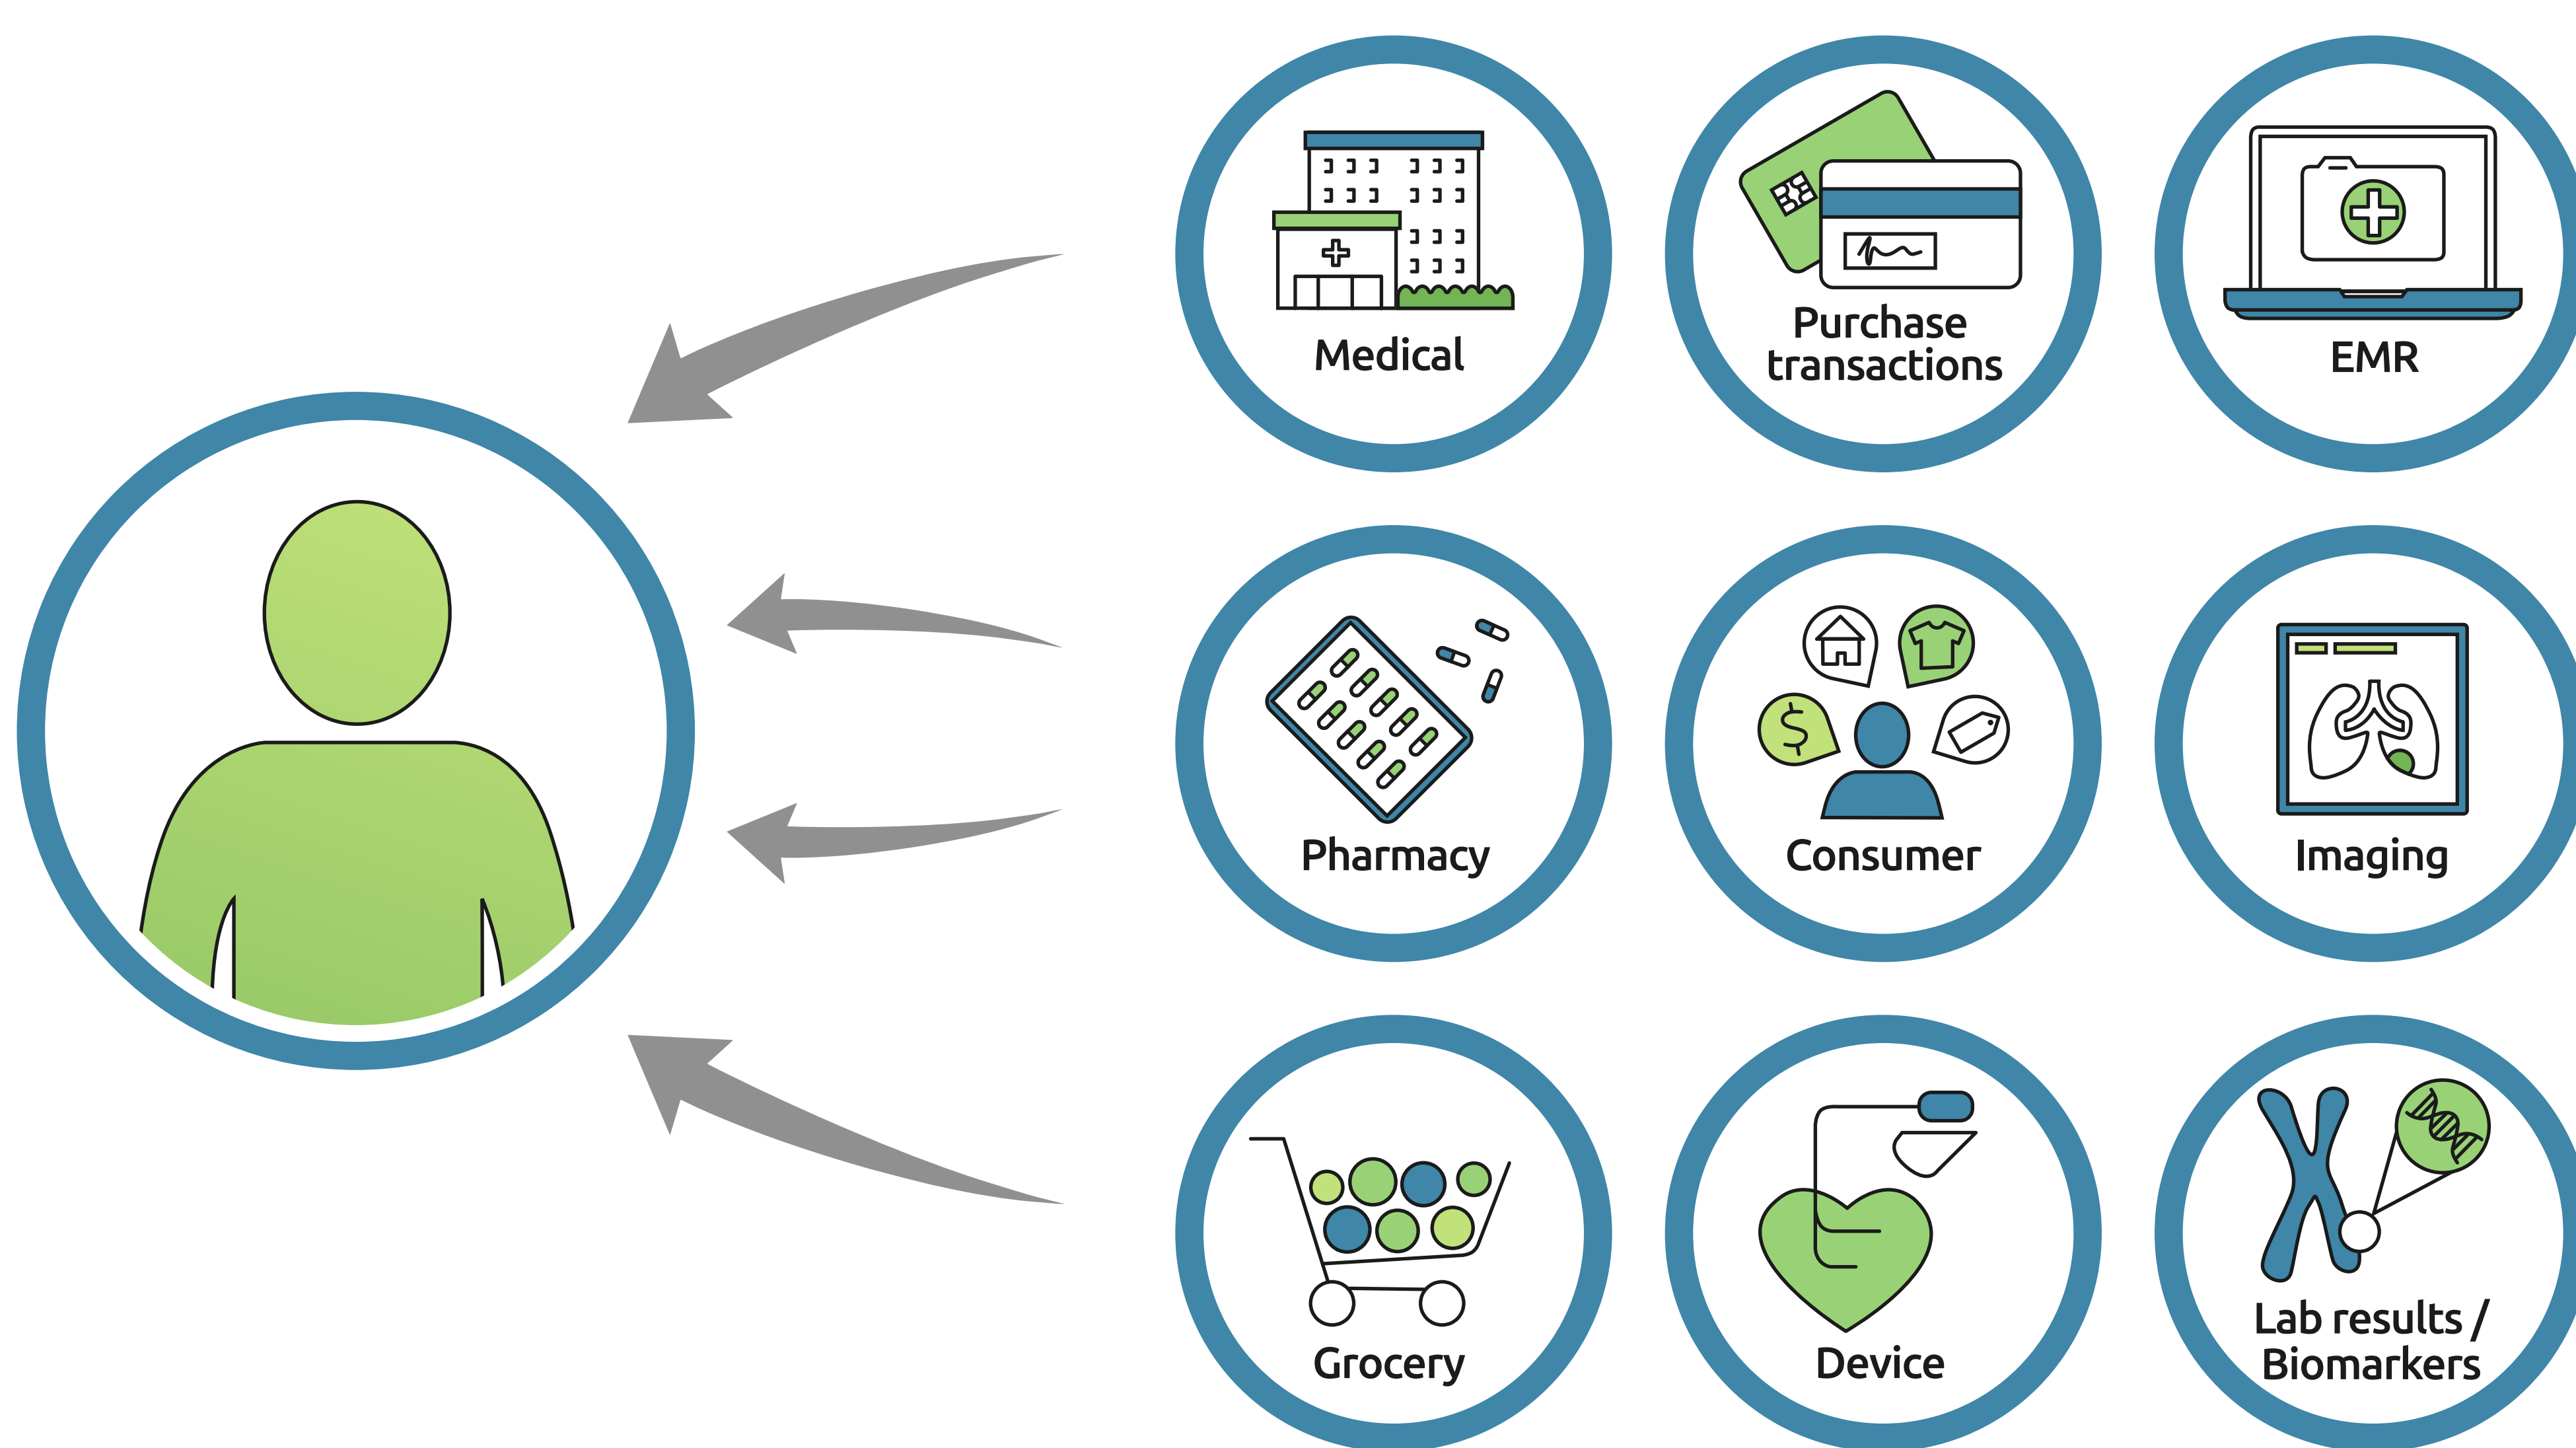 Medical
Purchase
transactions
EMR
Pharmacy
Consumer
$
Imaging
Grocery
Device
Lab results /
Biomarkers